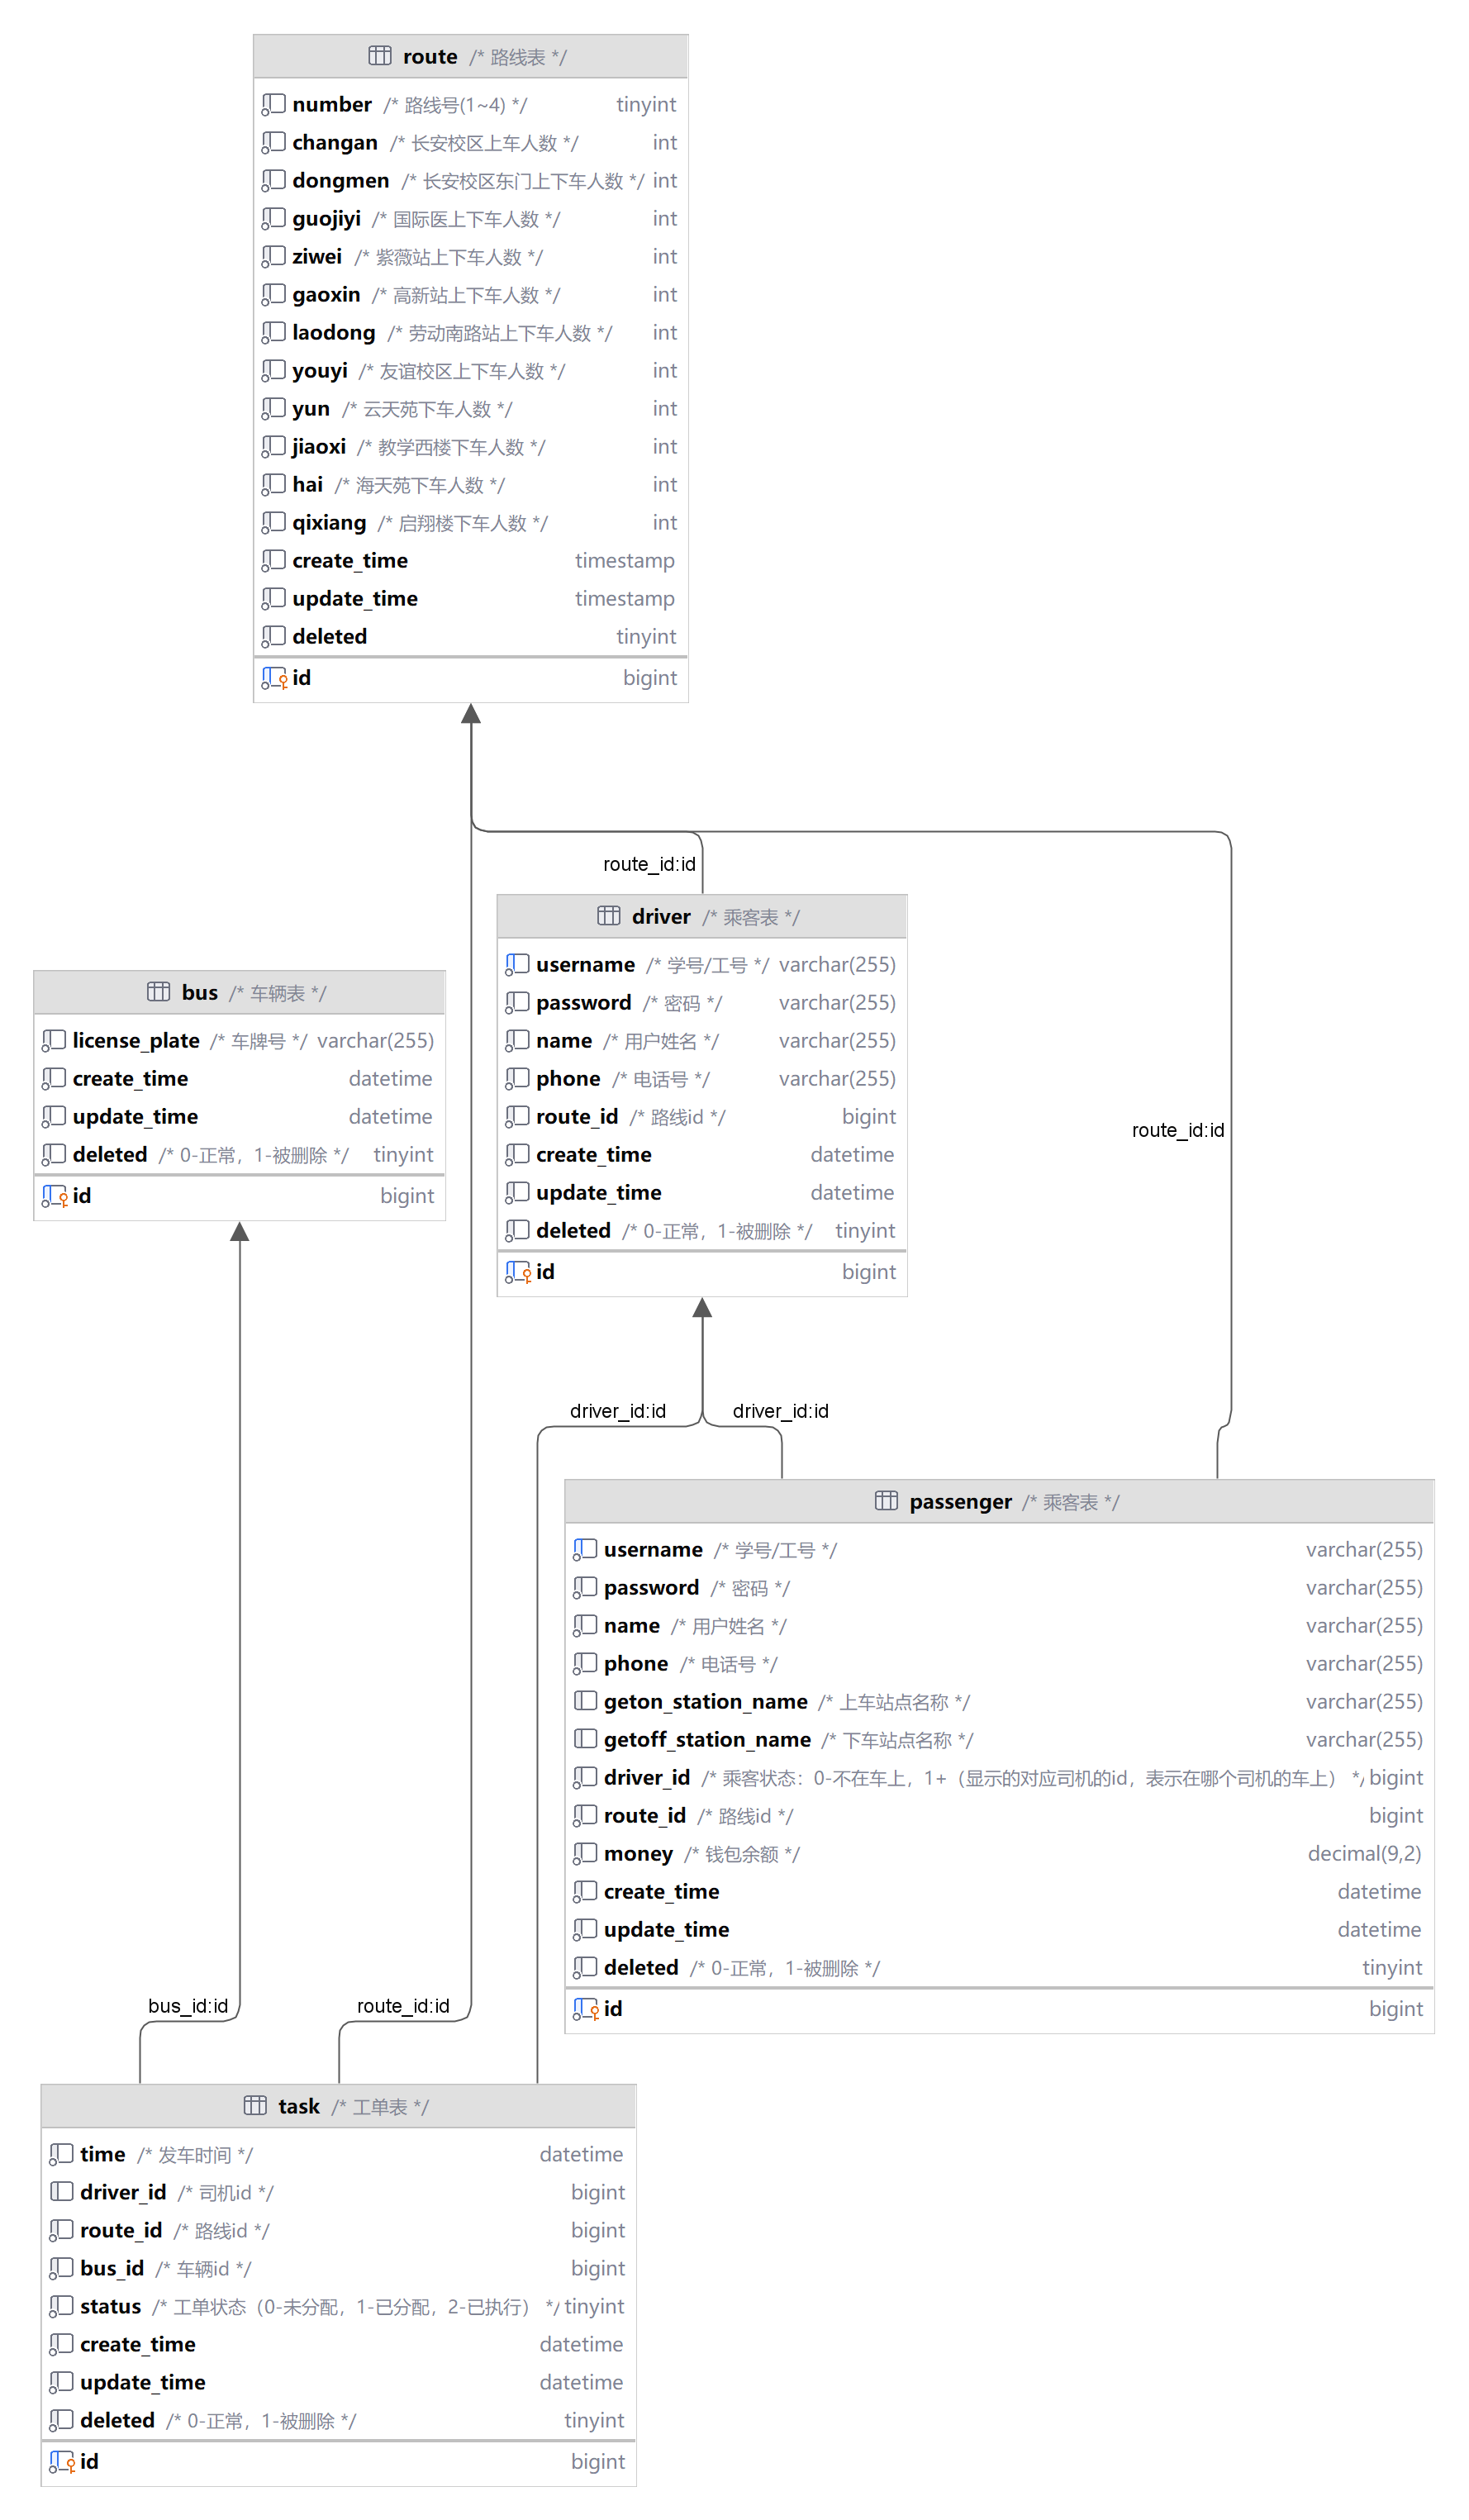 route /* 路线表 */
number /* 路线号(1~4) */ tinyint
changan /* 长安校区上车人数 */ int
dongmen /* 长安校区东门上下车人数 */ int
guojiyi /* 国际医上下车人数 */ int
ziwei /* 紫薇站上下车人数 */ int
gaoxin /* 高新站上下车人数 */ int
laodong /* 劳动南路站上下车人数 */ int
youyi /* 友谊校区上下车人数 */ int
yun /* 云天苑下车人数 */ int
jiaoxi /* 教学西楼下车人数 */ int
hai /* 海天苑下车人数 */ int
qixiang /* 启翔楼下车人数 */ int
create_time timestamp
update_time timestamp
deleted tinyint
id bigint
route_id:id
driver /* 乘客表 */
username /* 学号/工号 */ varchar(255)
password /* 密码 */ varchar(255)
name /* 用户姓名 */ varchar(255)
phone /* 电话号 */ varchar(255)
route_id /* 路线id */ bigint
create_time datetime
update_time datetime
deleted /* 0-正常，1-被删除 */ tinyint
id bigint
bus /* 车辆表 */
license_plate /* 车牌号 */ varchar(255)
create_time datetime
update_time datetime
deleted /* 0-正常，1-被删除 */ tinyint
id bigint
route_id:id
driver_id:id
driver_id:id
passenger /* 乘客表 */
username /* 学号/工号 */ varchar(255)
password /* 密码 */ varchar(255)
name /* 用户姓名 */ varchar(255)
phone /* 电话号 */ varchar(255)
geton_station_name /* 上车站点名称 */ varchar(255)
getoff_station_name /* 下车站点名称 */ varchar(255)
driver_id /* 乘客状态：0-不在车上，1+（显示的对应司机的id，表示在哪个司机的车上） */ bigint
route_id /* 路线id */ bigint
money /* 钱包余额 */ decimal(9,2)
create_time datetime
update_time datetime
deleted /* 0-正常，1-被删除 */ tinyint
id bigint
bus_id:id
route_id:id
task /* 工单表 */
time /* 发车时间 */ datetime
driver_id /* 司机id */ bigint
route_id /* 路线id */ bigint
bus_id /* 车辆id */ bigint
status /* 工单状态（0-未分配，1-已分配，2-已执行） */ tinyint
create_time datetime
update_time datetime
deleted /* 0-正常，1-被删除 */ tinyint
id bigint